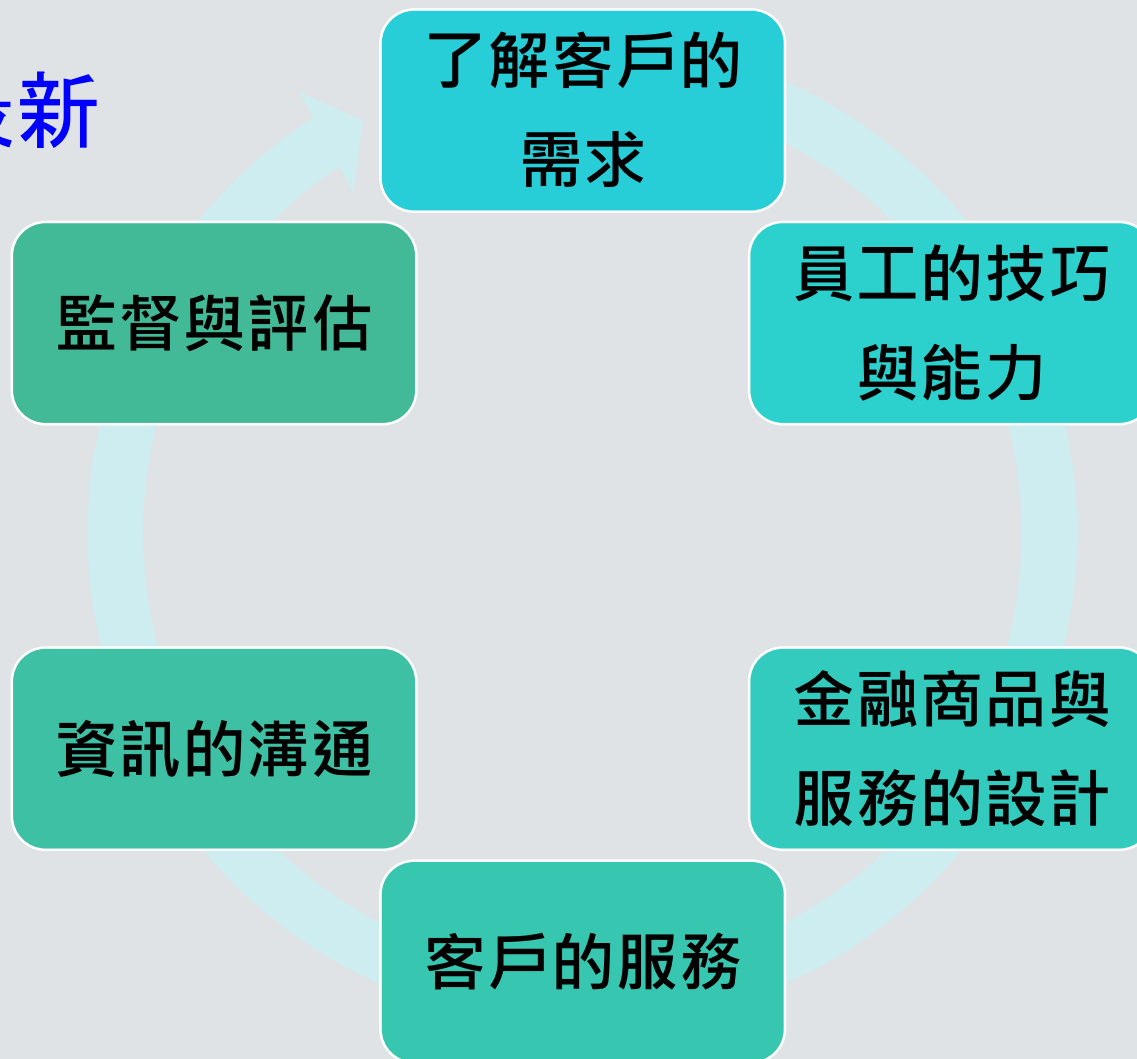 最新
了解客戶的
需求
員工的技巧
與能力
金融商品與
服務的設計
客戶的服務
資訊的溝通
監督與評估